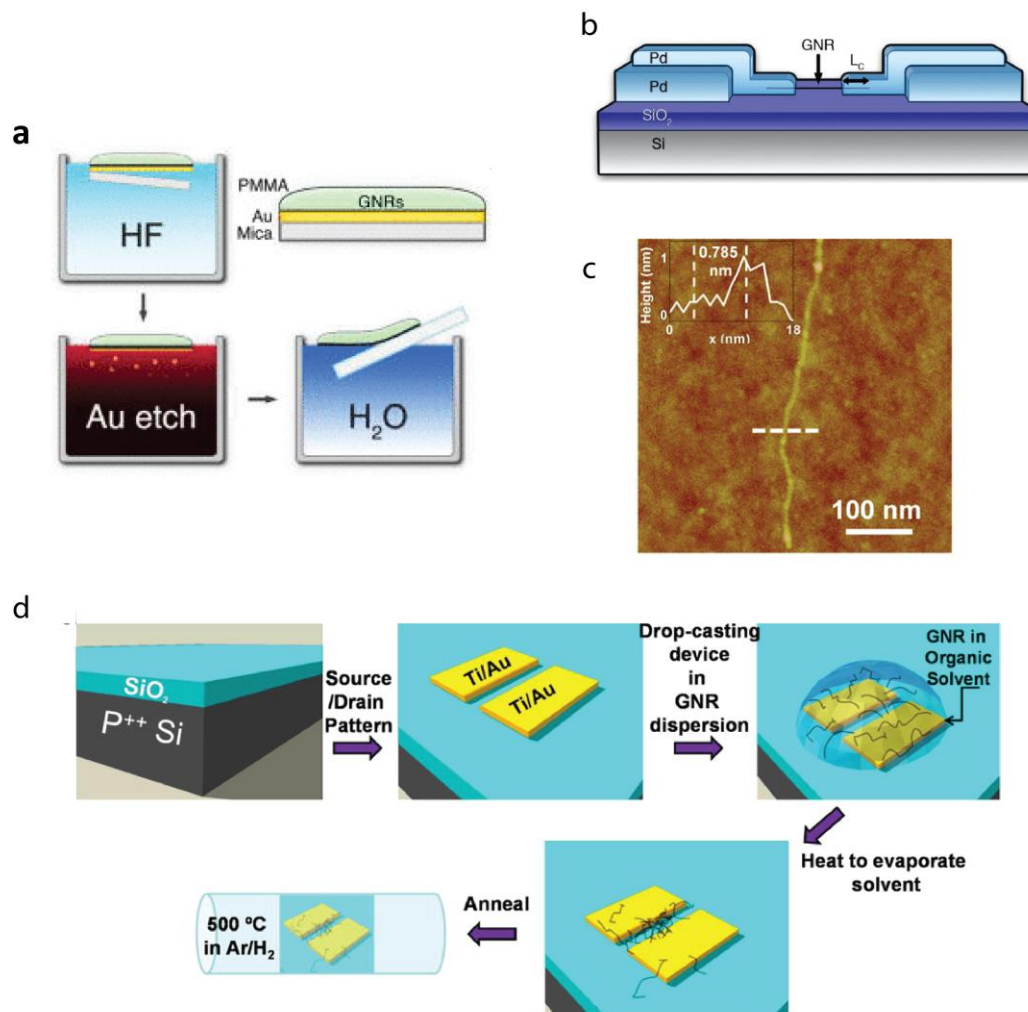 a
HF
PMMA
GNRs
Au
Mica
Au etch
H₂O
b
GNR
L_C
Pd
Pd
SiO₂
Si
c
Height (nm)
1
0
0.785
nm
0
18
x (nm)
100 nm
d
SiO₂
P⁺⁺ Si
Source
/Drain
Pattern
Ti/Au
Ti/Au
Drop-casting
device
in
GNR
dispersion
GNR in
Organic
Solvent
Heat to evaporate
solvent
Anneal
500 ºC
in Ar/H₂